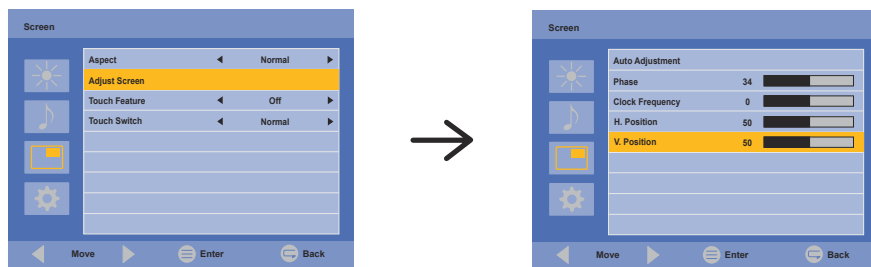 Screen
Aspect Normal
Adjust Screen
Touch Feature Off
Touch Switch Normal
Move Enter Back
Screen
Auto Adjustment
Phase 34
Clock Frequency 0
H. Position 50
V. Position 50
Move Enter Back